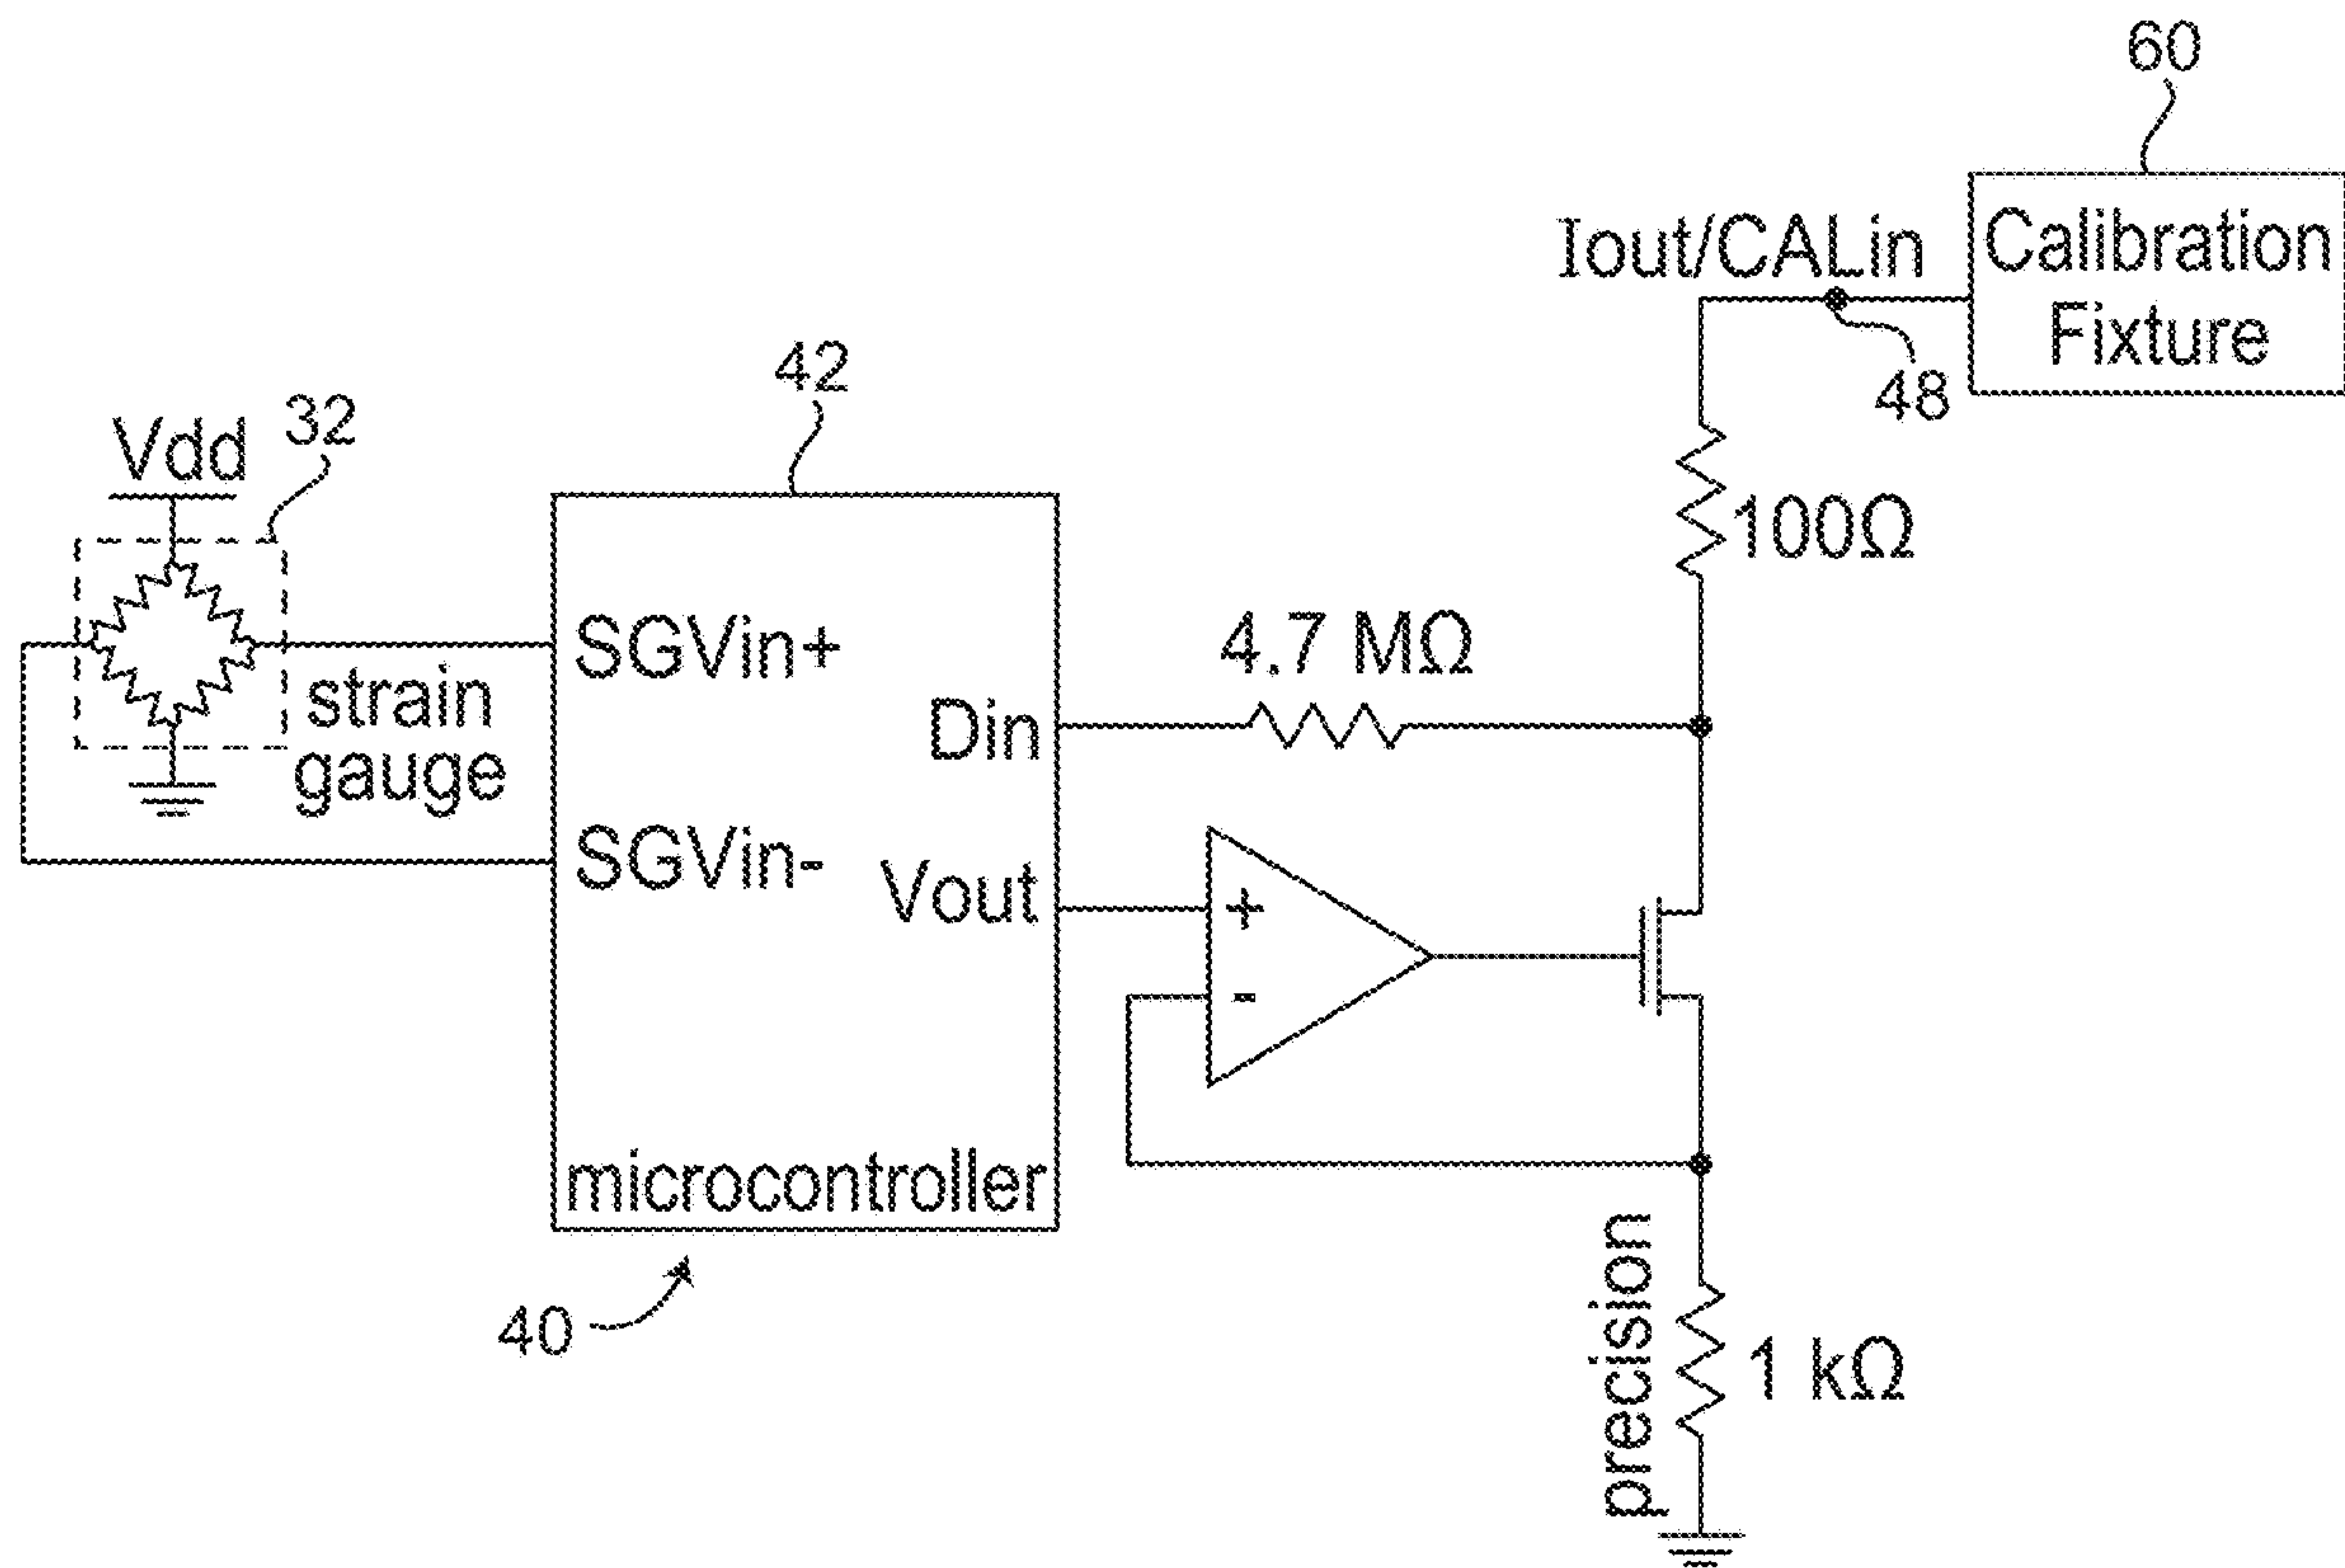 60
Iout/CALin
Calibration
Fixture
48
42
32
Vdd
100Ω
SGVin+
4.7 MΩ
strain
gauge
Din
SGVin-
Vout
+
-
microcontroller
40
precision
1 kΩ